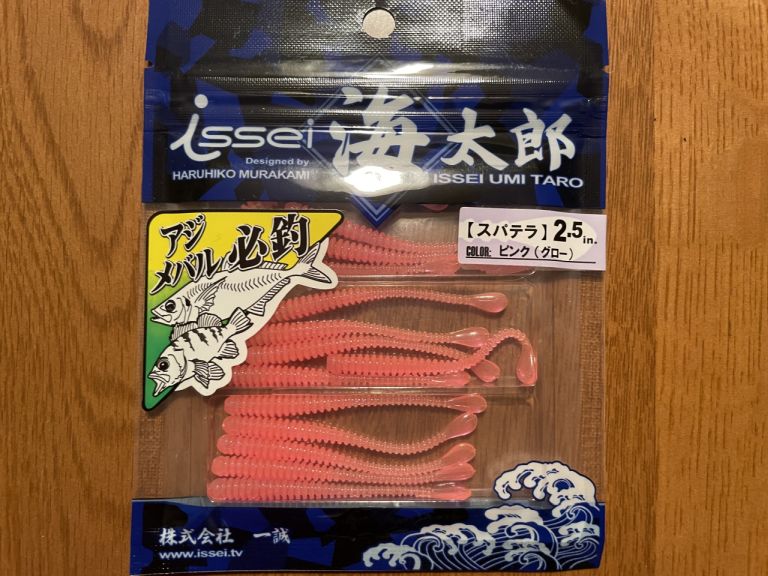 issei
海太郎
Designed by
HARUHIKO MURAKAMI
ISSEI UMI TARO
アジ
メバル必釣
【スパテラ】2.5in.
COLOR: ピンク(グロー)
株式会社 一誠
www.issei.tv